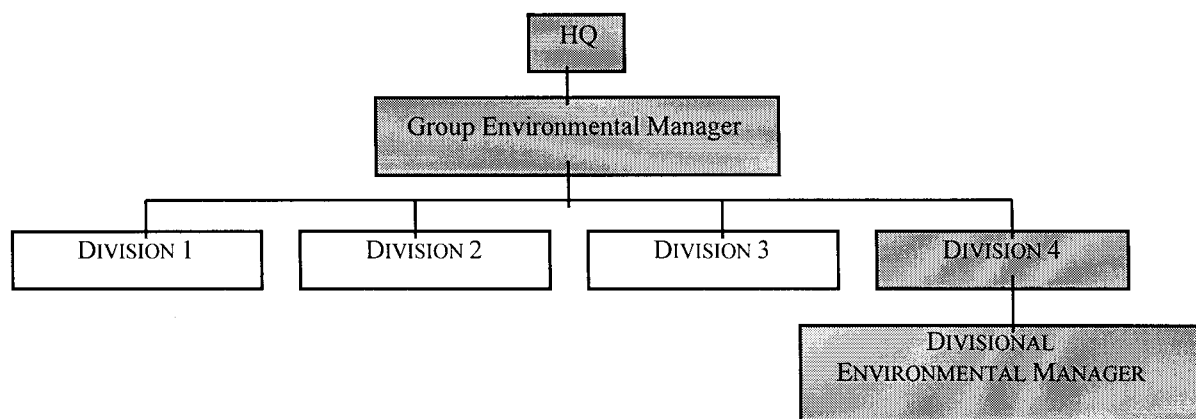 HQ
Group Environmental Manager
DIVISION 1
DIVISION 2
DIVISION 3
DIVISION 4
DIVISIONAL
ENVIRONMENTAL MANAGER